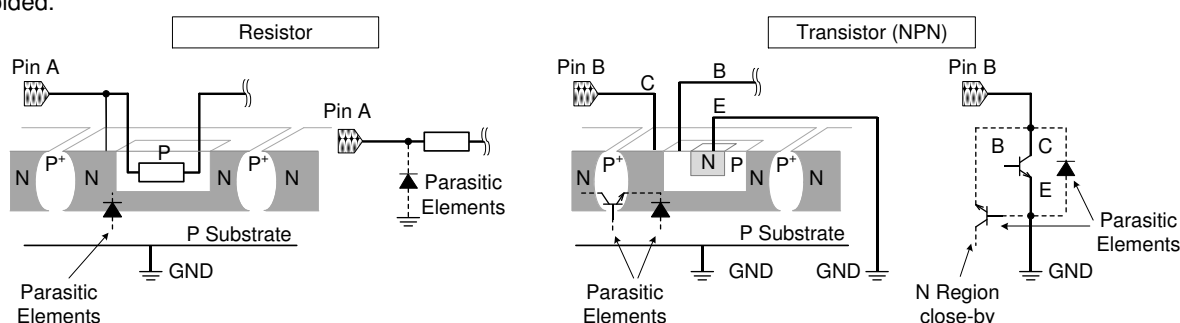 Resistor
Pin A
P
N
P+
N
N
P+
N
P Substrate
GND
Parasitic
Elements
Pin A
Parasitic
Elements
Transistor (NPN)
Pin B
C
B
E
N
P+
N
N
P
P+
N
P Substrate
GND
GND
Parasitic
Elements
Pin B
B
C
E
Parasitic
Elements
GND
N Region
close-by